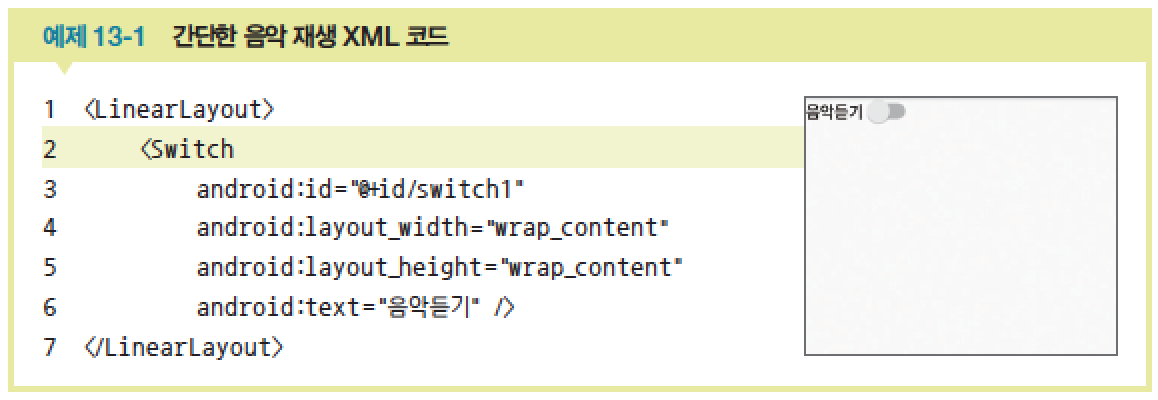 예제 13-1 간단한 음악 재생 XML 코드
1 <LinearLayout>
2 <Switch
3 android:id="@+id/switch1"
4 android:layout_width="wrap_content"
5 android:layout_height="wrap_content"
6 android:text="음악듣기" />
7 </LinearLayout>
음악듣기